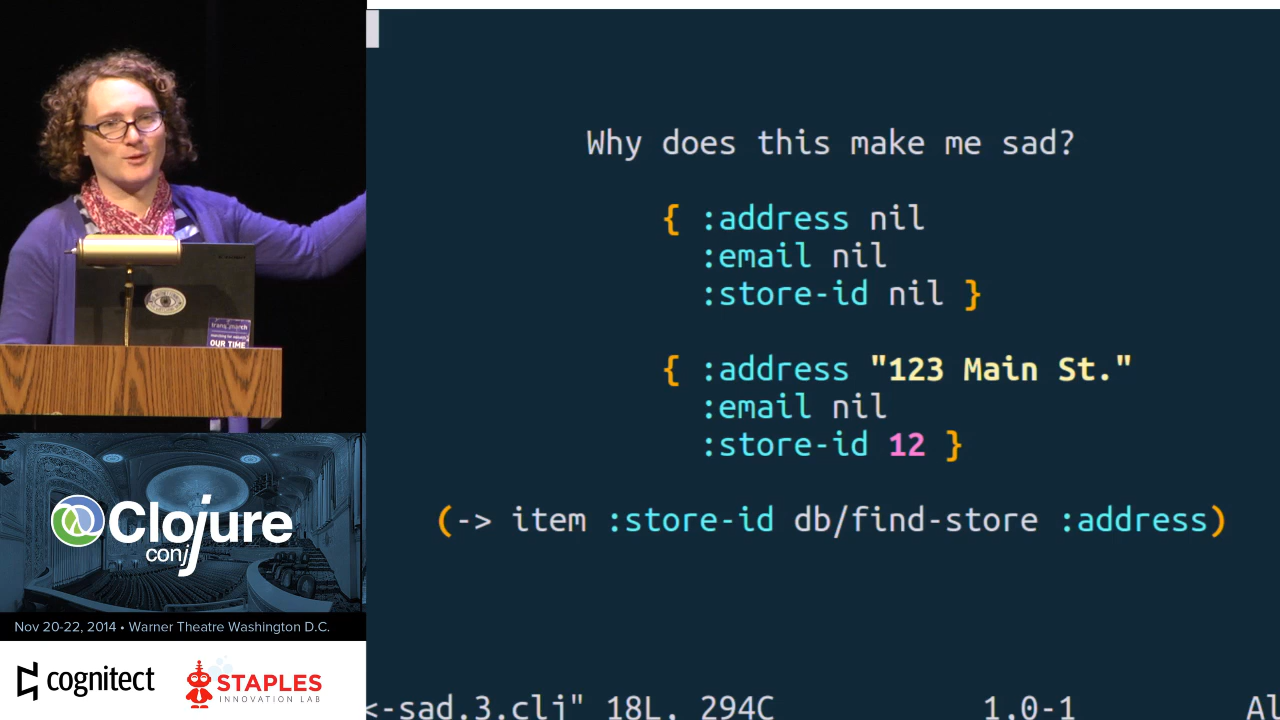 Why does this make me sad?
{ :address nil
:email nil
:store-id nil }
{ :address "123 Main St."
:email nil
:store-id 12 }
(-> item :store-id db/find-store :address)
<-sad.3.clj" 18L, 294C 1,0-1 Al
OUR TIME
Clojure
conj
Nov 20-22, 2014 • Warner Theatre Washington D.C.
cognitect
STAPLES
INNOVATION LAB